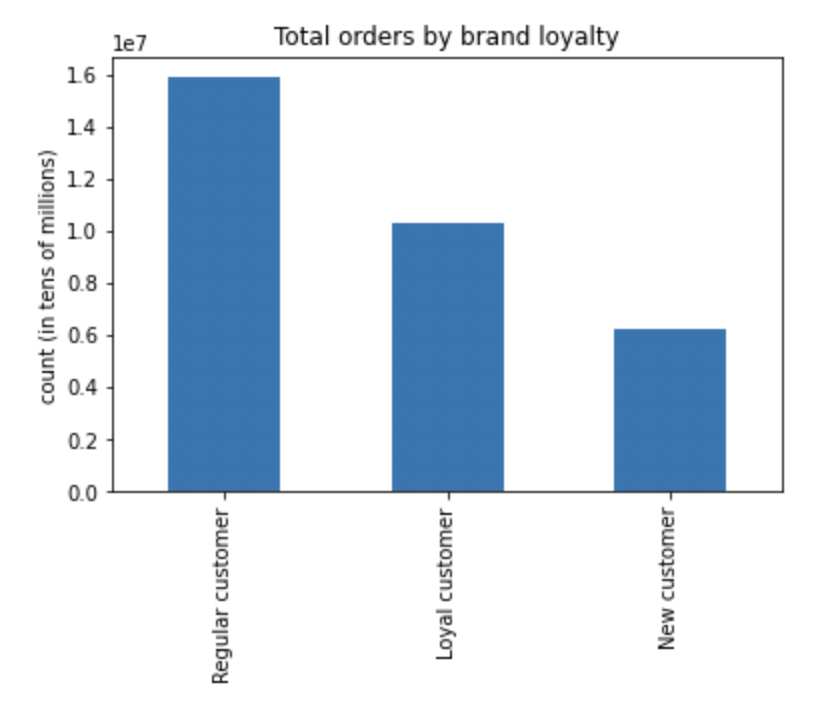 Total orders by brand loyalty
1e7
count (in tens of millions)
1.6
1.4
1.2
1.0
0.8
0.6
0.4
0.2
0.0
Regular customer
Loyal customer
New customer